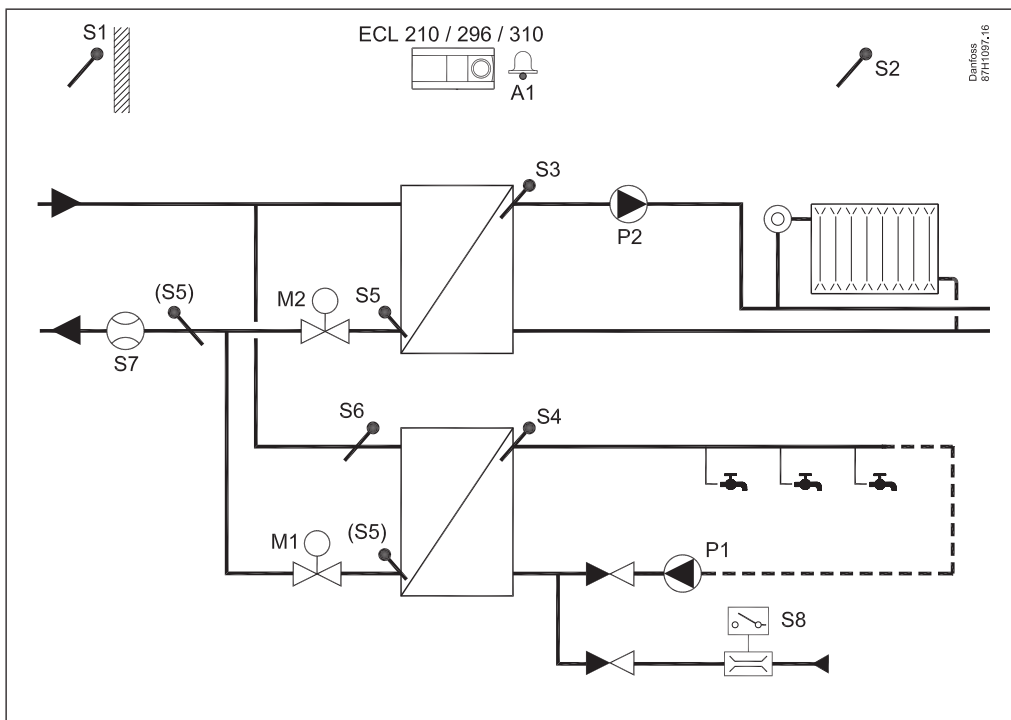 S1
ECL 210 / 296 / 310
A1
S2
Danfoss
87H1097.16
S3
P2
(S5)
M2
S5
S7
S6
S4
M1
(S5)
P1
S8